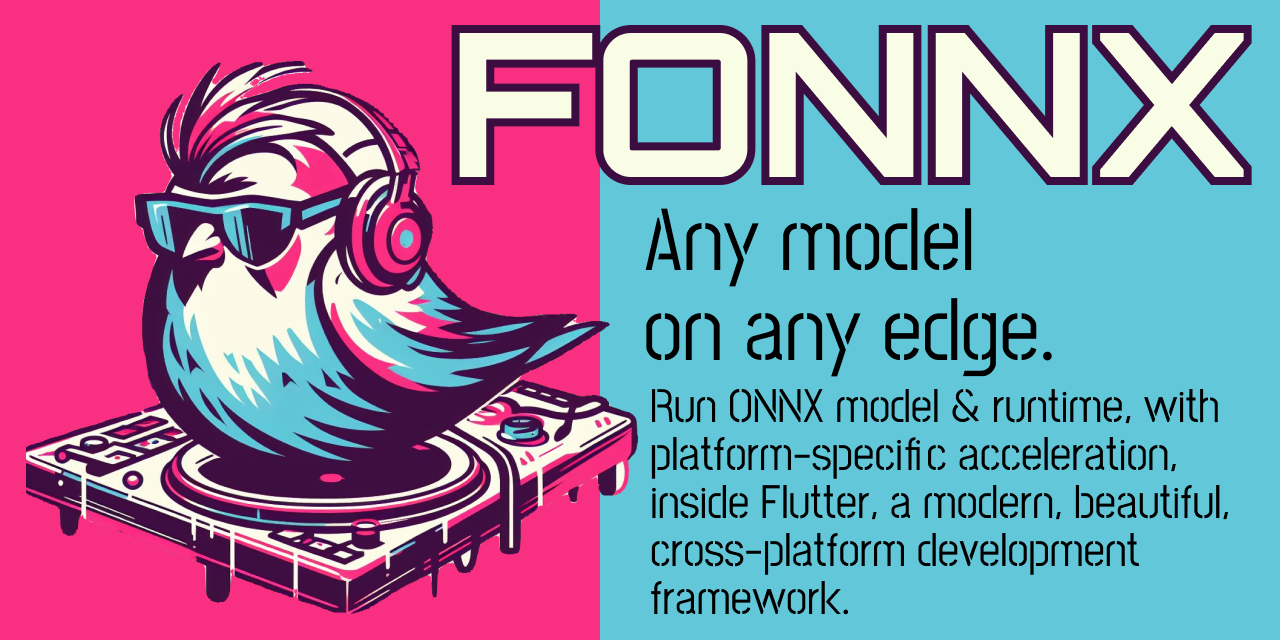 FONNX
Any model
on any edge.
Run ONNX model & runtime, with
platform-specific acceleration,
inside Flutter, a modern, beautiful,
cross-platform development
framework.